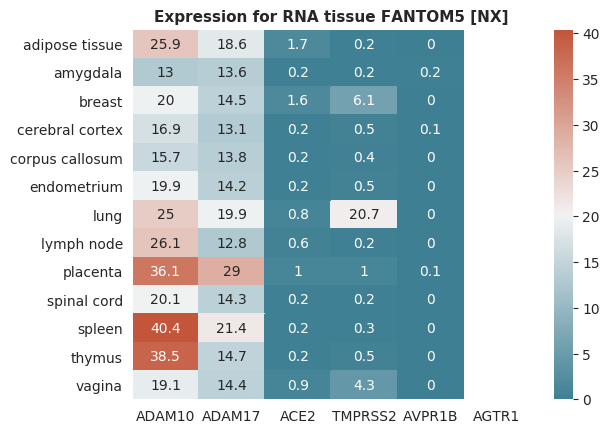 Expression for RNA tissue FANTOM5 [NX]
adipose tissue 25.9 18.6 1.7 0.2 0
amygdala 13 13.6 0.2 0.2 0.2
breast 20 14.5 1.6 6.1 0
cerebral cortex 16.9 13.1 0.2 0.5 0.1
corpus callosum 15.7 13.8 0.2 0.4 0
endometrium 19.9 14.2 0.2 0.5 0
lung 25 19.9 0.8 20.7 0
lymph node 26.1 12.8 0.6 0.2 0
placenta 36.1 29 1 1 0.1
spinal cord 20.1 14.3 0.2 0.2 0
spleen 40.4 21.4 0.2 0.3 0
thymus 38.5 14.7 0.2 0.5 0
vagina 19.1 14.4 0.9 4.3 0
ADAM10 ADAM17 ACE2 TMPRSS2 AVPR1B AGTR1
40
35
30
25
20
15
10
5
0